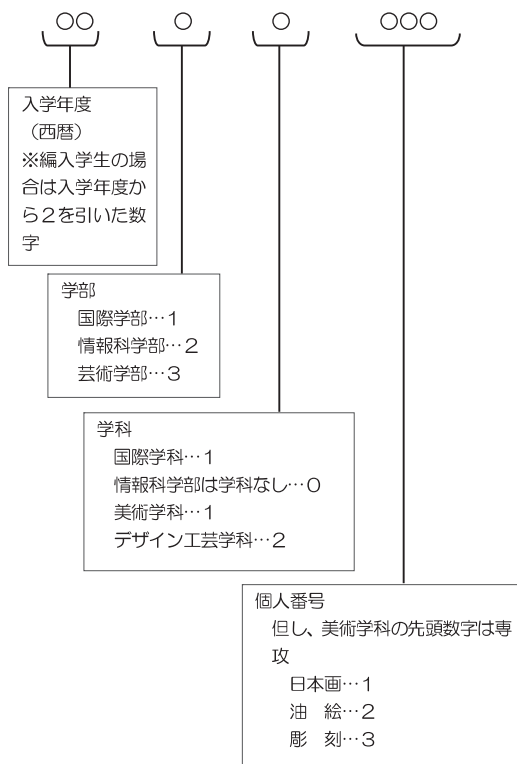 ○○ ○ ○ ○○○
入学年度
（西暦）
※編入学生の場
合は入学年度か
ら２を引いた数
字
学部
国際学部…１
情報科学部…２
芸術学部…３
学科
国際学科…１
情報科学部は学科なし…０
美術学科…１
デザイン工芸学科…２
個人番号
但し、美術学科の先頭数字は専
攻
日本画…１
油　絵…２
彫　刻…３